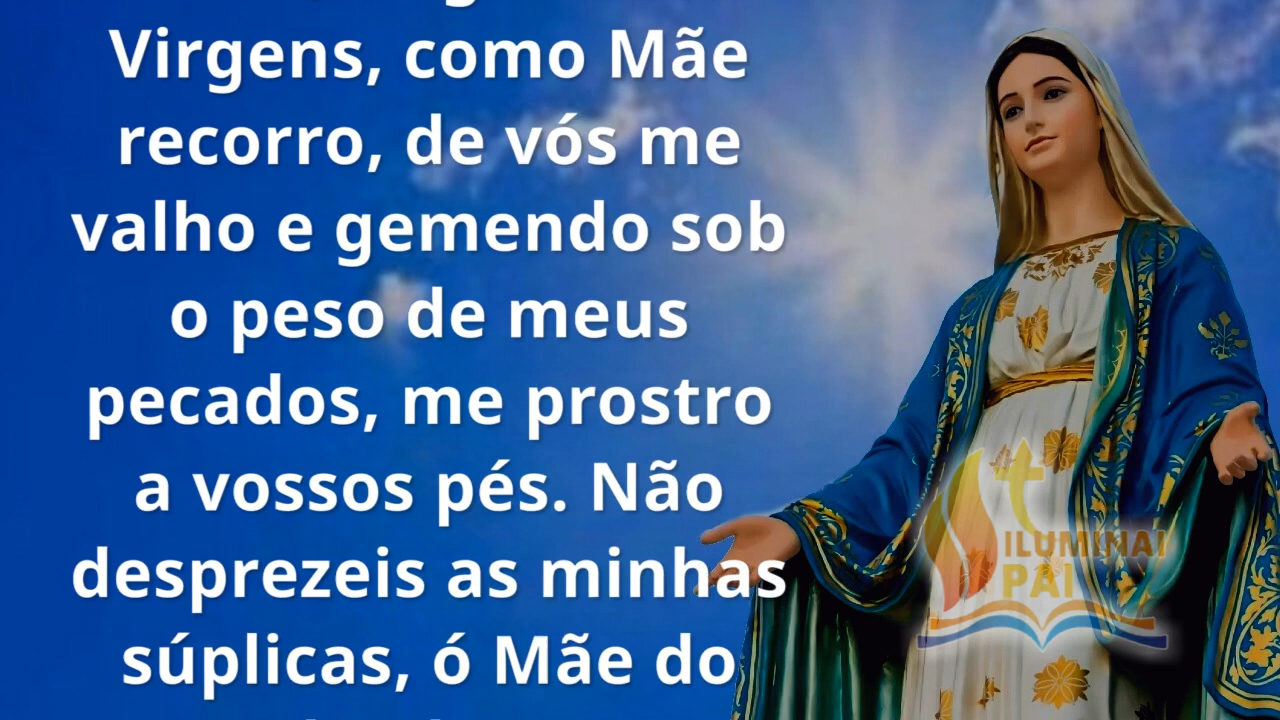 Virgens, como Mãe
recorro, de vós me
valho e gemendo sob
o peso de meus
pecados, me prostro
a vossos pés. Não
desprezeis as minhas
súplicas, ó Mãe do
ILUMINAI
PAI